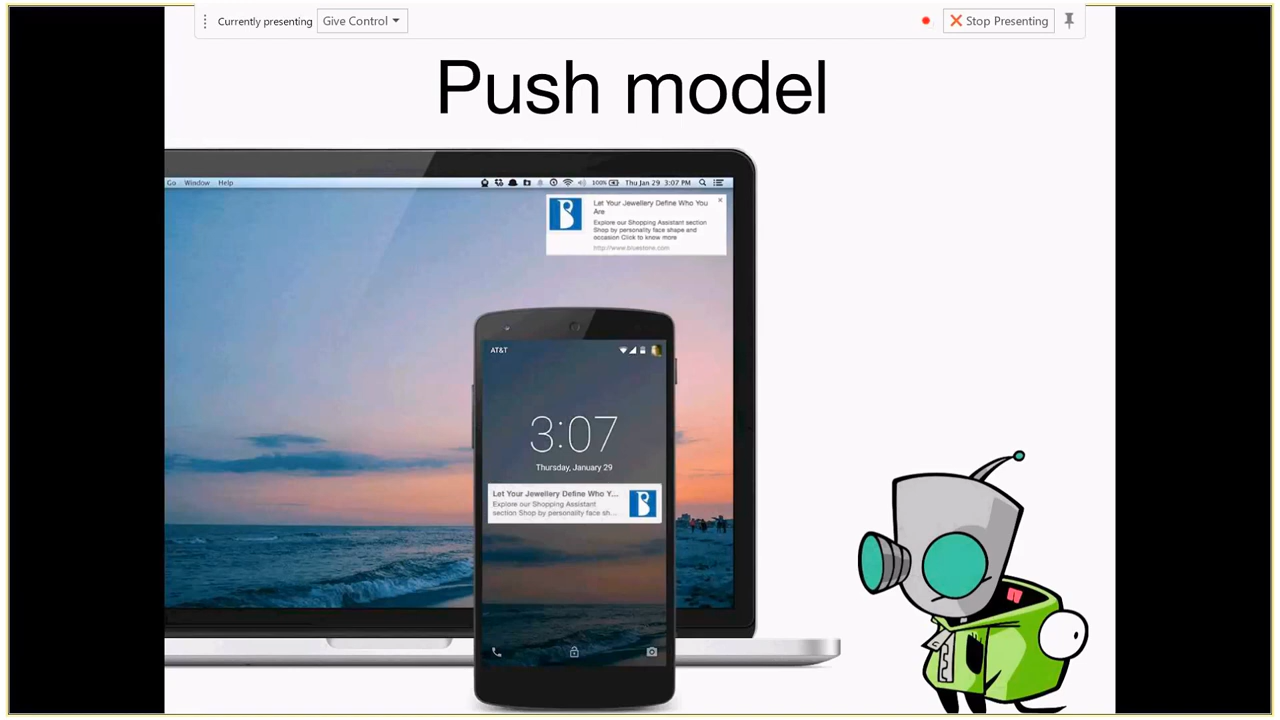 Currently presenting
Give Control
Stop Presenting
Push model
Go Window Help
100%
Thu Jan 29 3:07 PM
Let Your Jewellery Define Who You
Are
Explore our Shopping Assistant section
Shop by personality face shape and
occasion Click to know more
http://www.bluestone.com
AT&T
3:07
Thursday, January 29
Let Your Jewellery Define Who Y...
Explore our Shopping Assistant
section Shop by personality face sh...